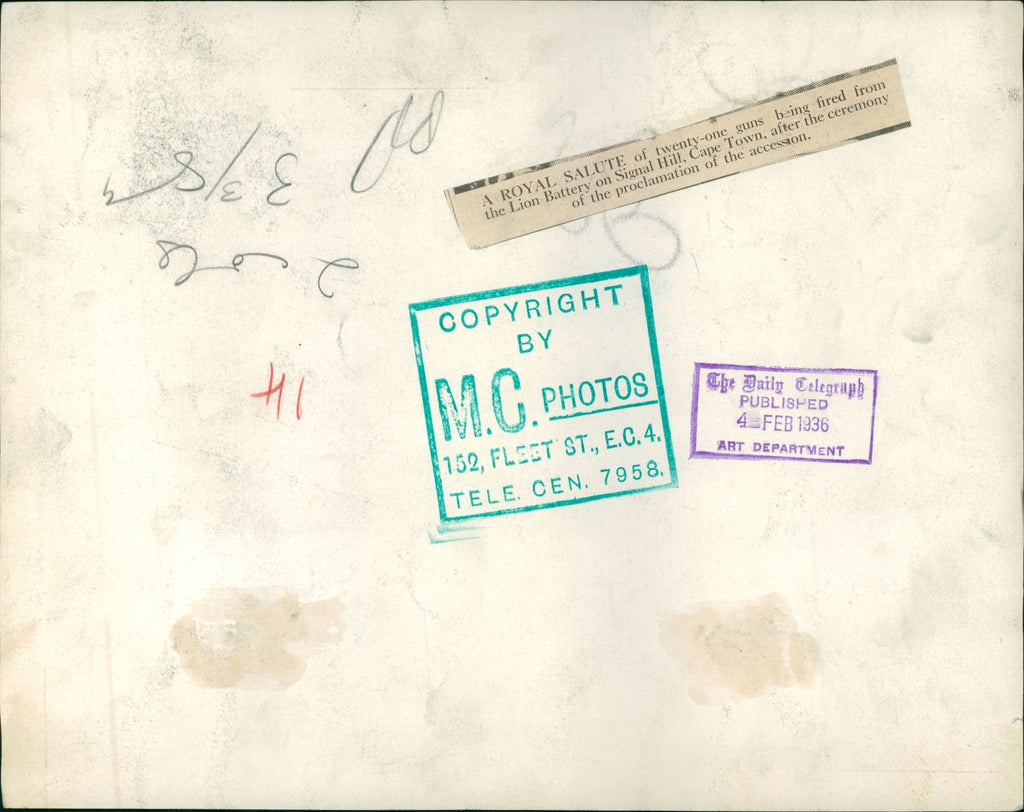 A ROYAL SALUTE of twenty-one guns being fired from
the Lion Battery on Signal Hill, Cape Town, after the ceremony
of the proclamation of the accession.
COPYRIGHT
BY
M.C. PHOTOS
152, FLEET ST., E.C.4.
TELE. CEN. 7958.
The Daily Telegraph
PUBLISHED
4 FEB 1936
ART DEPARTMENT